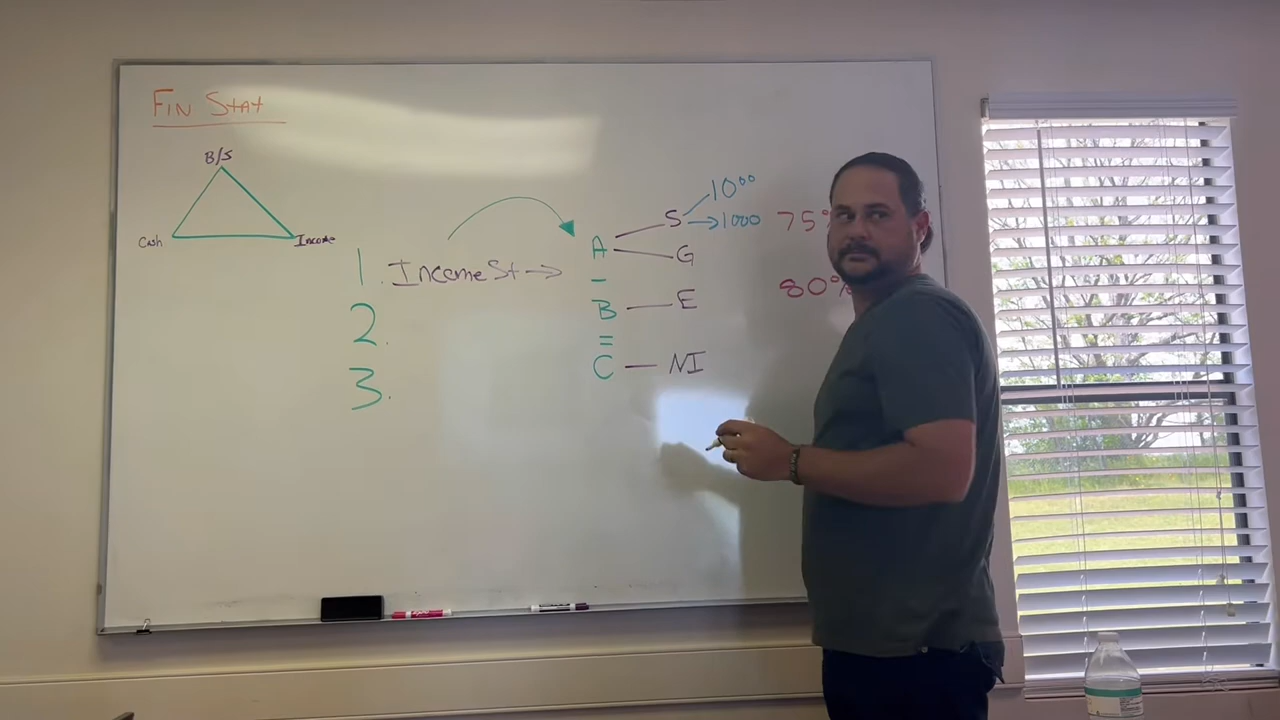 FIN STAT
B/S
Cash
Income
1. Income St →
2.
3.
A
S
1000
→1000
75%
G
–
B
E
80%
=
C
NI